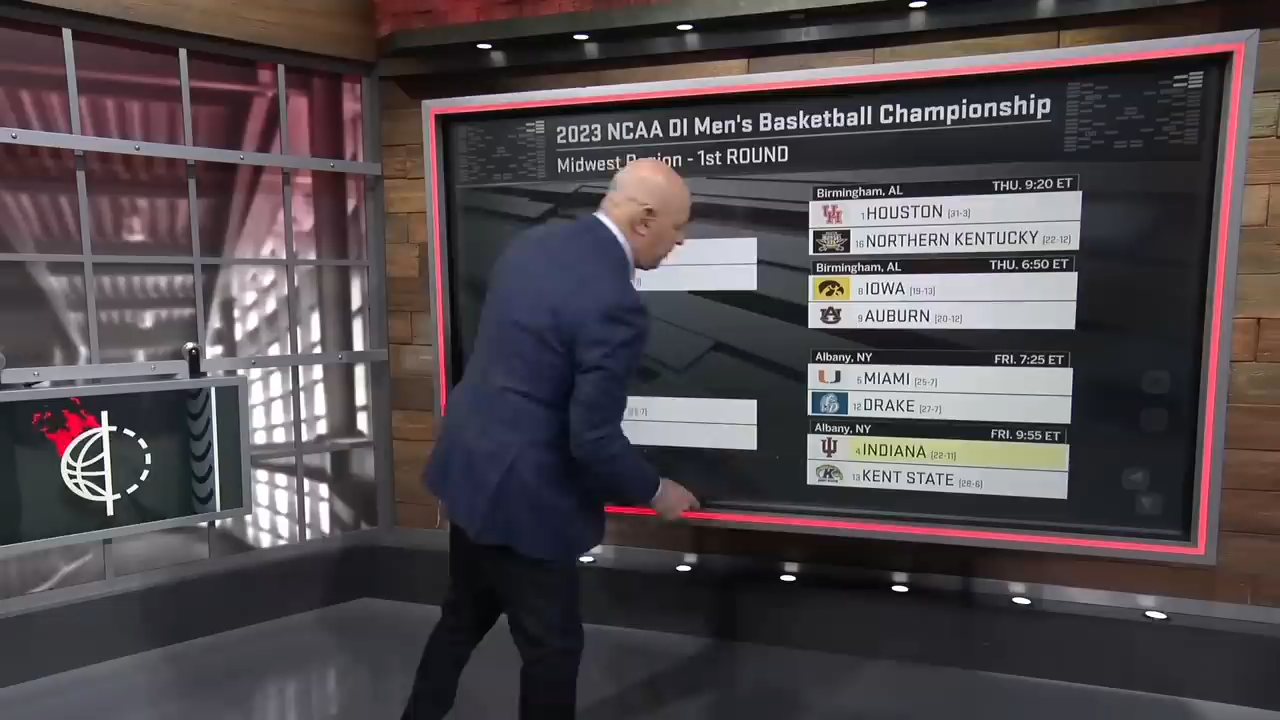 2023 NCAA DI Men's Basketball Championship
Midwest Region - 1st ROUND
Birmingham, AL THU. 9:20 ET
1 HOUSTON (31-3)
16 NORTHERN KENTUCKY (22-12)
Birmingham, AL THU. 6:50 ET
8 IOWA (19-13)
9 AUBURN (20-12)
Albany, NY FRI. 7:25 ET
5 MIAMI (25-7)
12 DRAKE (27-7)
Albany, NY FRI. 9:55 ET
4 INDIANA (22-11)
13 KENT STATE (28-6)